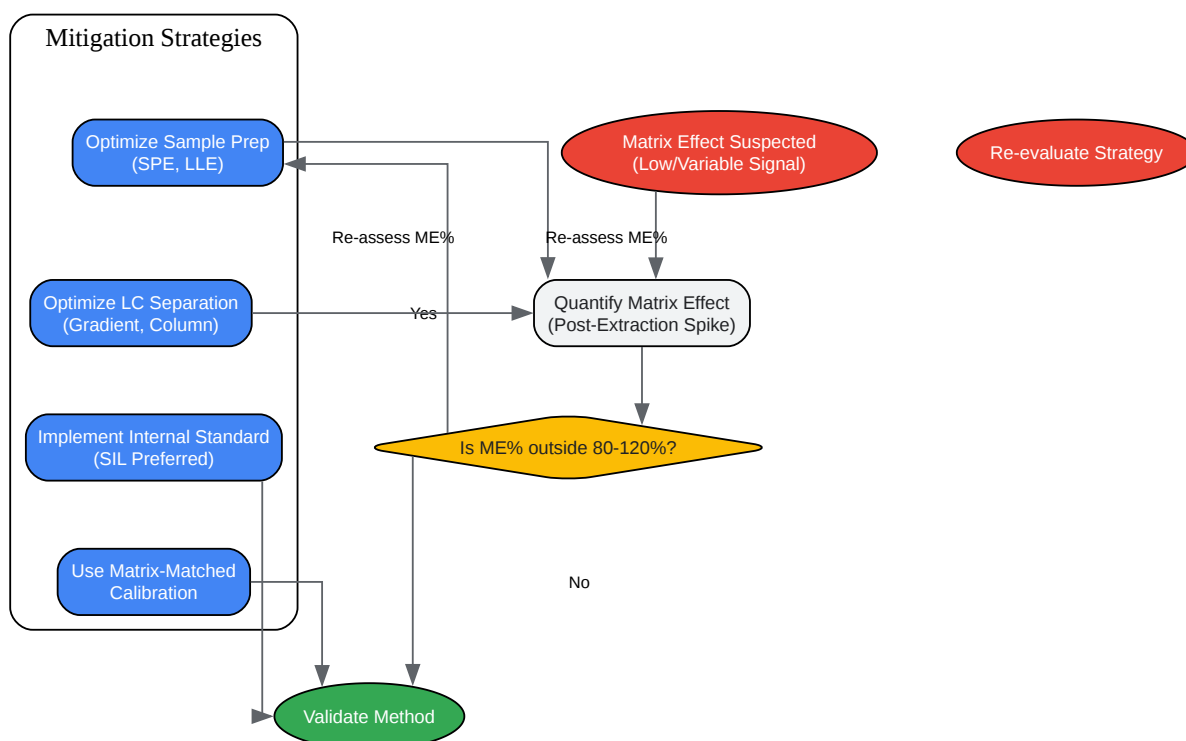 Mitigation Strategies
Optimize Sample Prep
(SPE, LLE)
Matrix Effect Suspected
(Low/Variable Signal)
Re-evaluate Strategy
Re-assess ME%
Re-assess ME%
Optimize LC Separation
(Gradient, Column)
Yes
Quantify Matrix Effect
(Post-Extraction Spike)
Implement Internal Standard
(SIL Preferred)
Is ME% outside 80-120%?
Use Matrix-Matched
Calibration
No
Validate Method